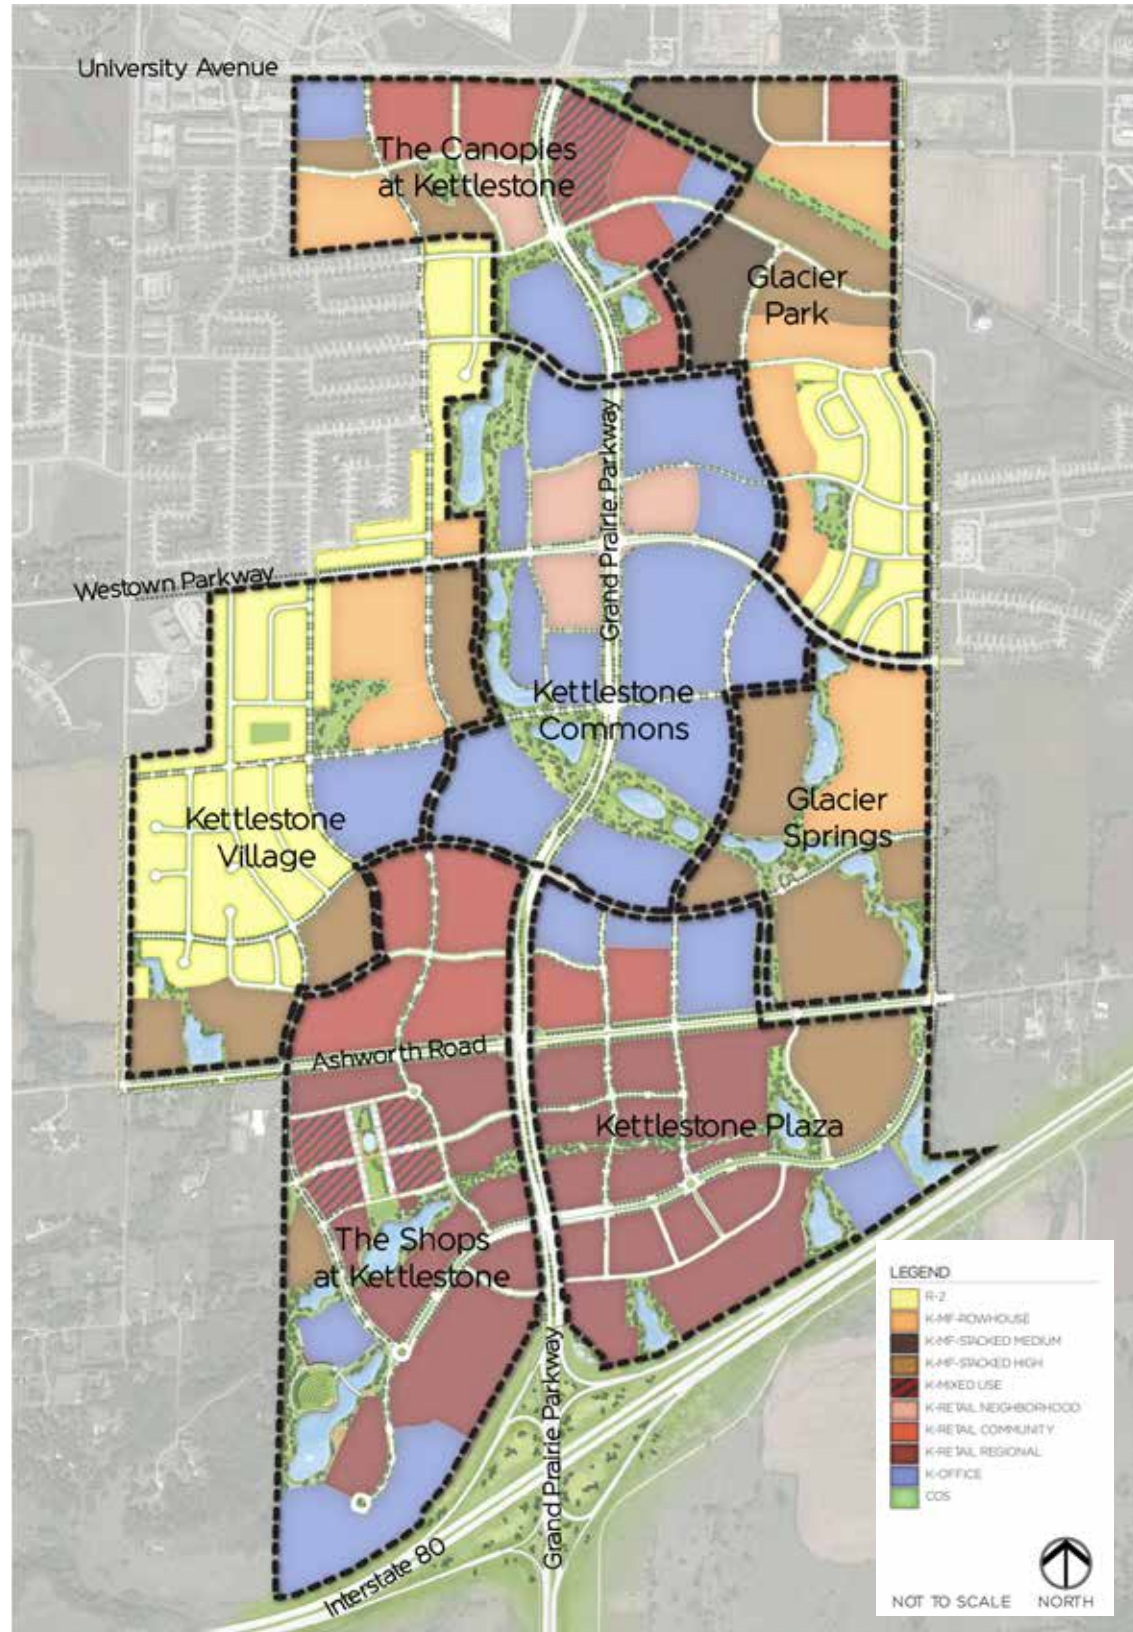 University Avenue
The Canopies
at Kettlestone
Glacier
Park
Grand Prairie Parkway
Westown Parkway
Kettlestone
Commons
Glacier
Springs
Kettlestone
Village
Ashworth Road
Kettlestone Plaza
The Shops
at Kettlestone
Grand Prairie Parkway
Interstate 80
LEGEND
R-2
K-MF-ROWHOUSE
K-MF-STACKED MEDIUM
K-MF-STACKED HIGH
K-MIXED USE
K-RETAIL NEIGHBORHOOD
K-RETAIL COMMUNITY
K-RETAIL REGIONAL
K-OFFICE
COS
NOT TO SCALE
NORTH